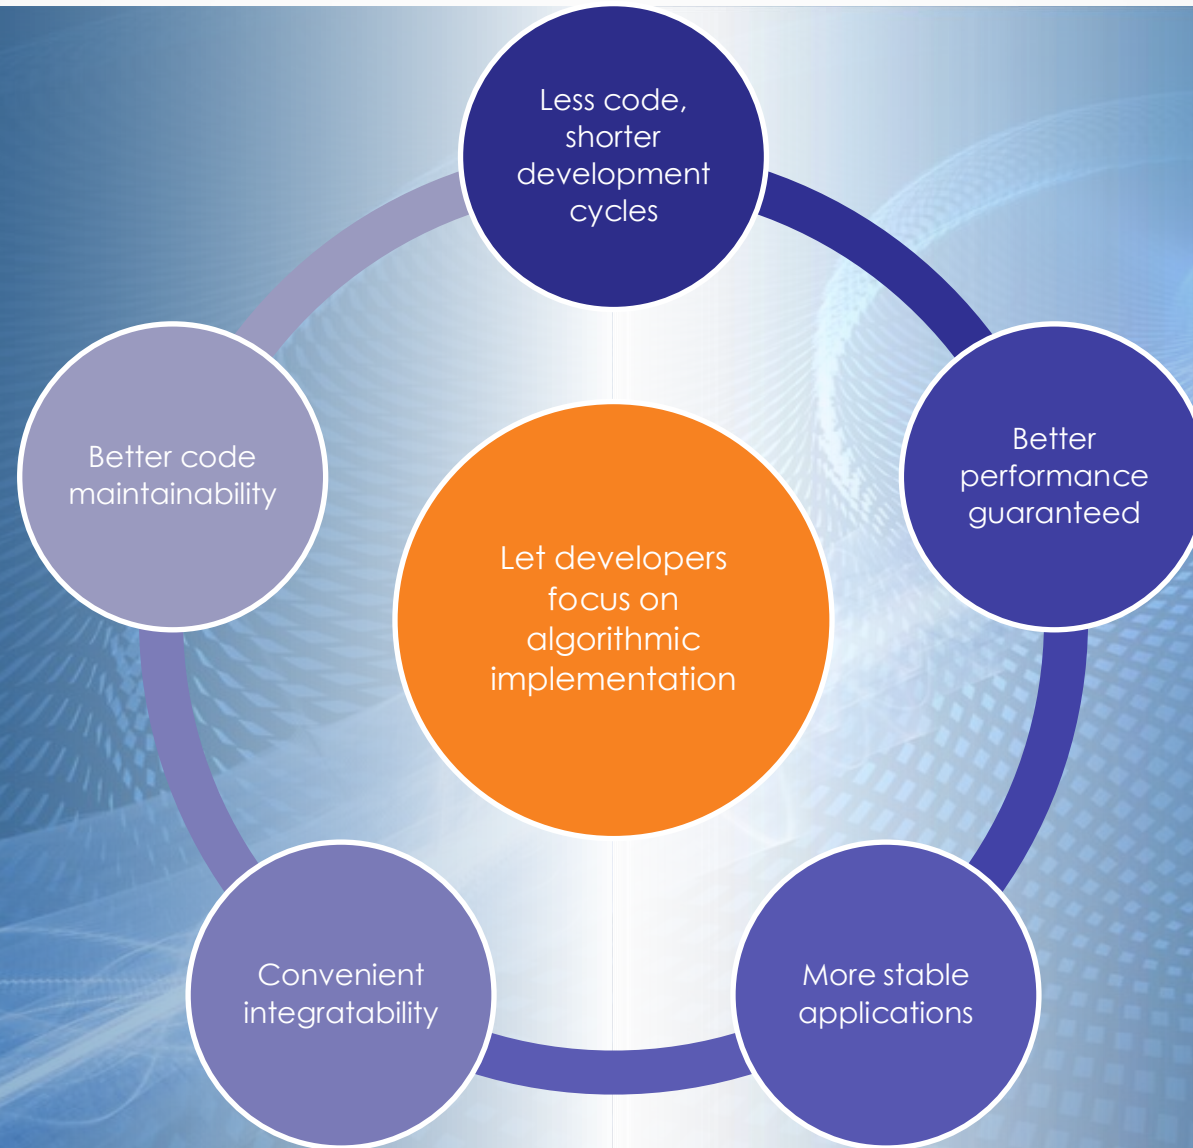 Less code,
shorter
development
cycles
Better
performance
guaranteed
More stable
applications
Convenient
integratability
Better code
maintainability
Let developers
focus on
algorithmic
implementation